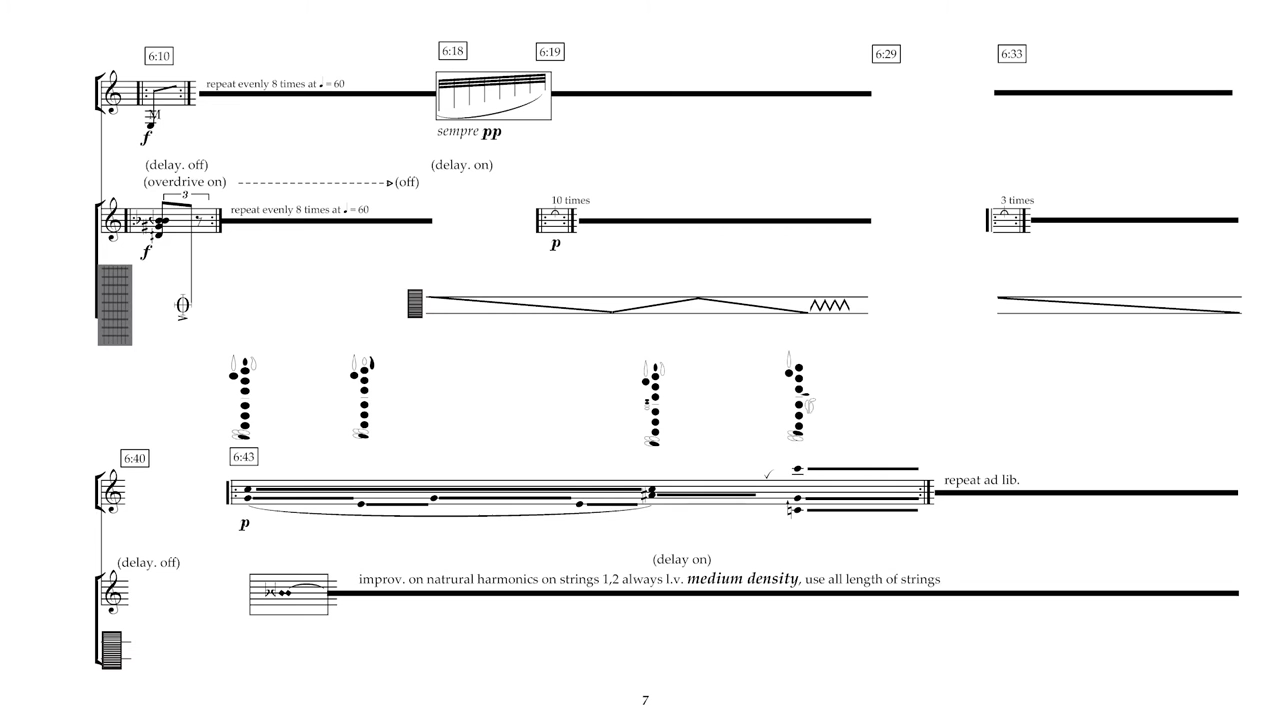 6:10
6:18
6:19
6:29
6:33
repeat evenly 8 times at ♩ = 60
M
f
sempre pp
(delay. off)
(delay. on)
(overdrive on)
(off)
3
10 times
3 times
repeat evenly 8 times at ♩ = 60
f
p
6:40
6:43
repeat ad lib.
p
(delay. off)
(delay on)
improv. on natrural harmonics on strings 1,2 always l.v. medium density, use all length of strings
7